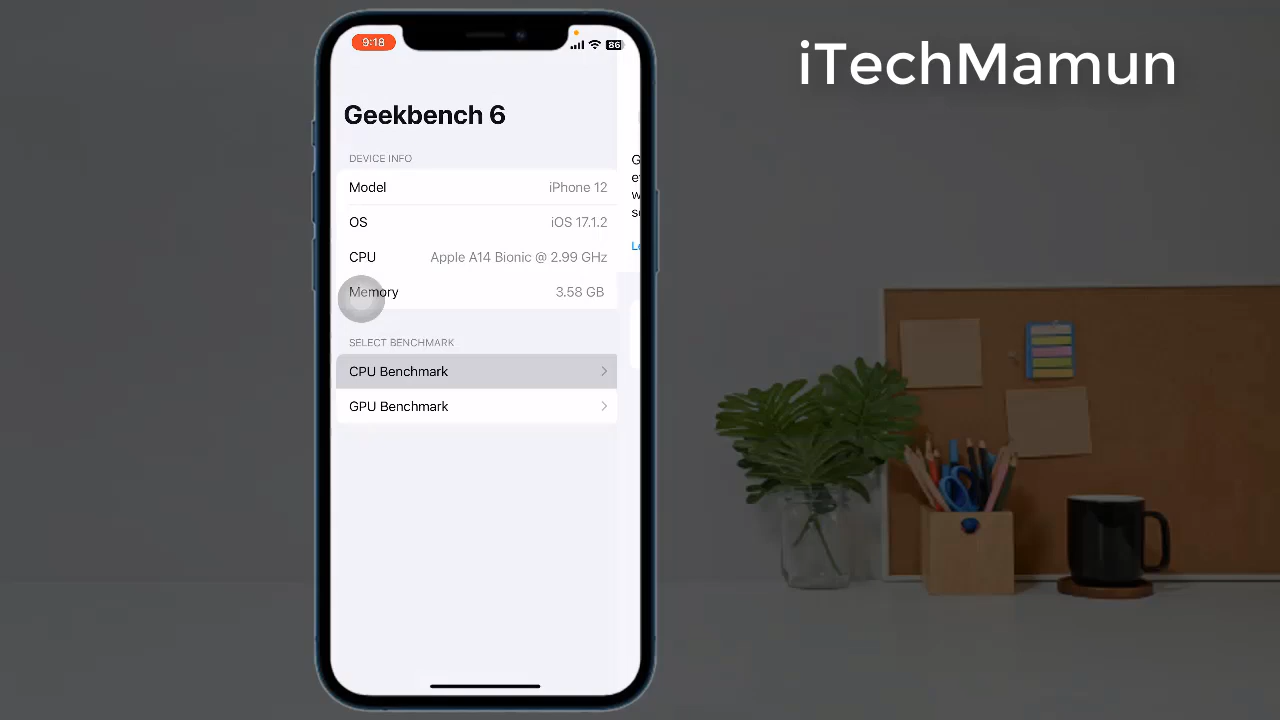 iTechMamun
9:18
86
Geekbench 6
DEVICE INFO
Model iPhone 12
OS iOS 17.1.2
CPU Apple A14 Bionic @ 2.99 GHz
Memory 3.58 GB
SELECT BENCHMARK
CPU Benchmark
GPU Benchmark